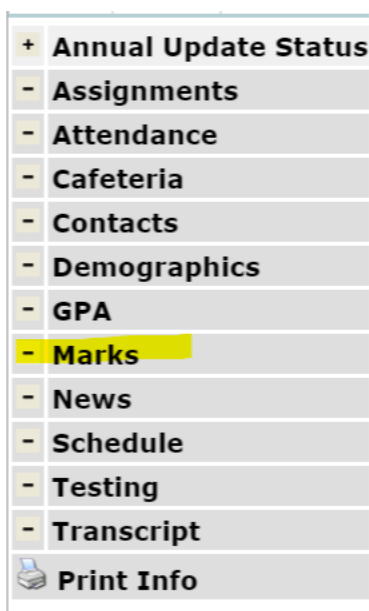 + Annual Update Status
- Assignments
- Attendance
- Cafeteria
- Contacts
- Demographics
- GPA
- Marks
- News
- Schedule
- Testing
- Transcript
Print Info